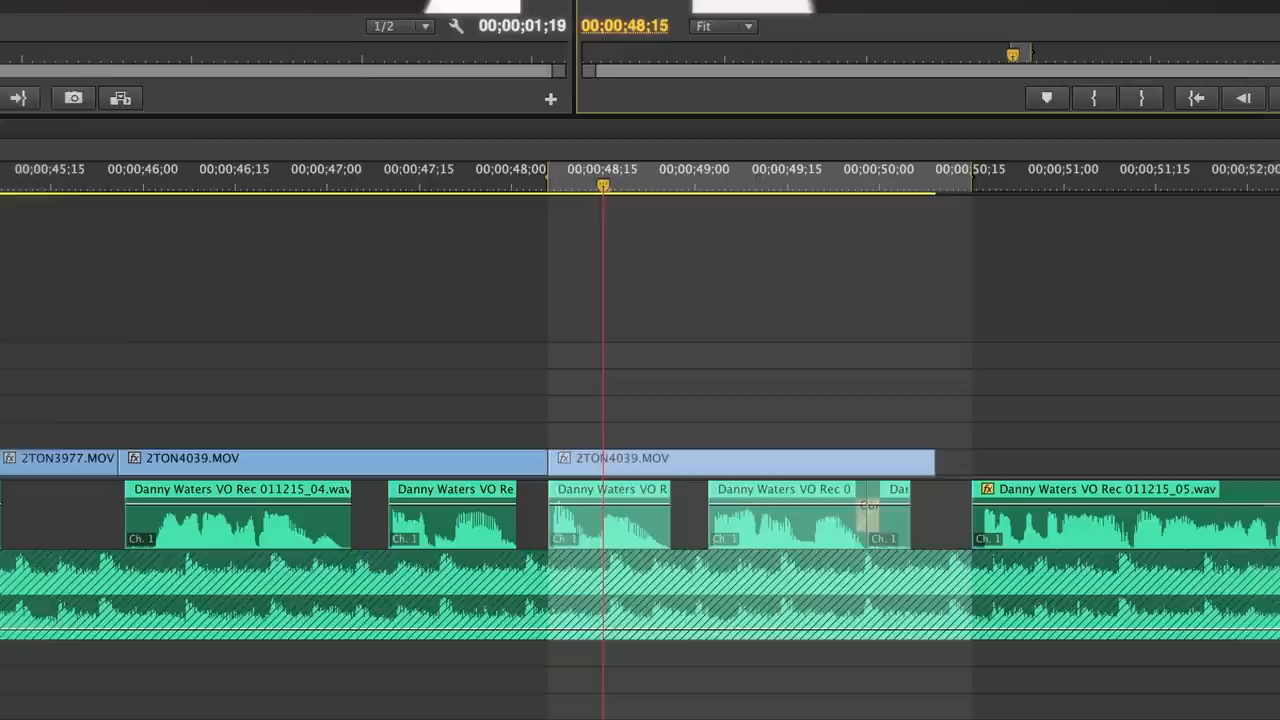 1/2 00;00;01;19 00;00;48;15 Fit
00;00;45;15 00;00;46;00 00;00;46;15 00;00;47;00 00;00;47;15 00;00;48;00 00;00;48;15 00;00;49;00 00;00;49;15 00;00;50;00 00;00;50;15 00;00;51;00 00;00;51;15 00;00;52;00
fx 2TON3977.MOV fx 2TON4039.MOV fx 2TON4039.MOV
Danny Waters VO Rec 011215_04.wav Danny Waters VO Re Danny Waters VO R Danny Waters VO Rec 0 Dan fx Danny Waters VO Rec 011215_05.wav
Con
Ch. 1 Ch. 1 Ch. 1 Ch. 1 Ch. 1 Ch. 1